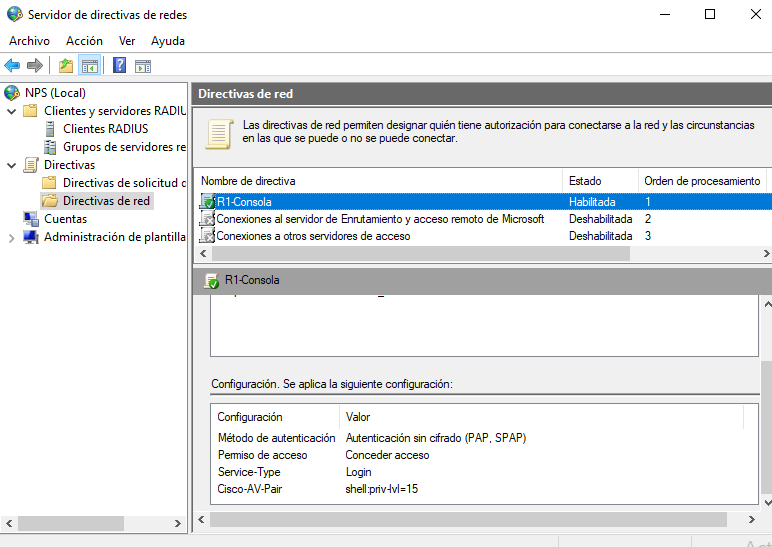 Servidor de directivas de redes
Archivo Acción Ver Ayuda
NPS (Local)
Clientes y servidores RADIU
Clientes RADIUS
Grupos de servidores re
Directivas
Directivas de solicitud c
Directivas de red
Cuentas
Administración de plantilla
Directivas de red
Las directivas de red permiten designar quién tiene autorización para conectarse a la red y las circunstancias
en las que se puede o no se puede conectar.
Nombre de directiva Estado Orden de procesamiento
R1-Consola Habilitada 1
Conexiones al servidor de Enrutamiento y acceso remoto de Microsoft Deshabilitada 2
Conexiones a otros servidores de acceso Deshabilitada 3
R1-Consola
Configuración. Se aplica la siguiente configuración:
Configuración Valor
Método de autenticación Autenticación sin cifrado (PAP, SPAP)
Permiso de acceso Conceder acceso
Service-Type Login
Cisco-AV-Pair shell:priv-lvl=15